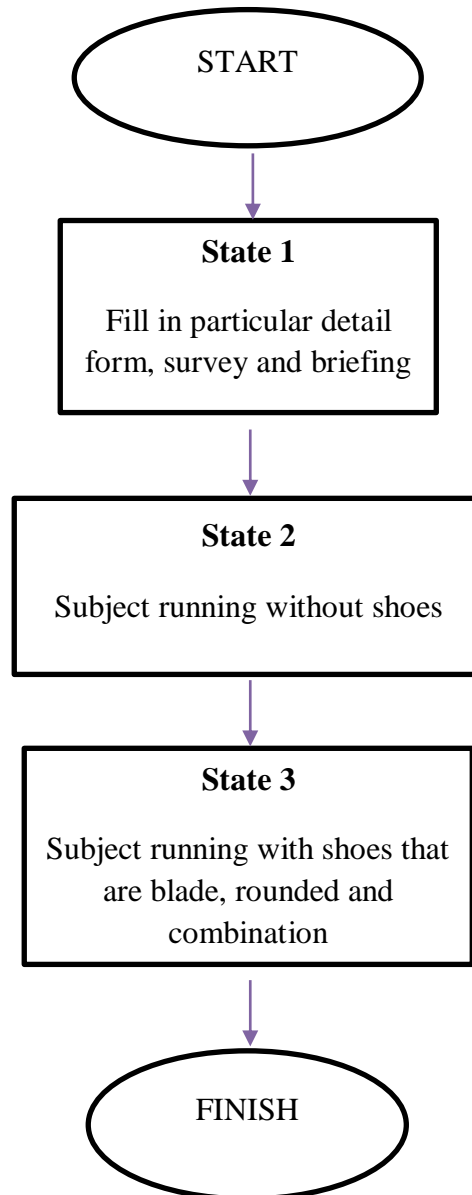 START
State 1
Fill in particular detail
form, survey and briefing
State 2
Subject running without shoes
State 3
Subject running with shoes that
are blade, rounded and
combination
FINISH